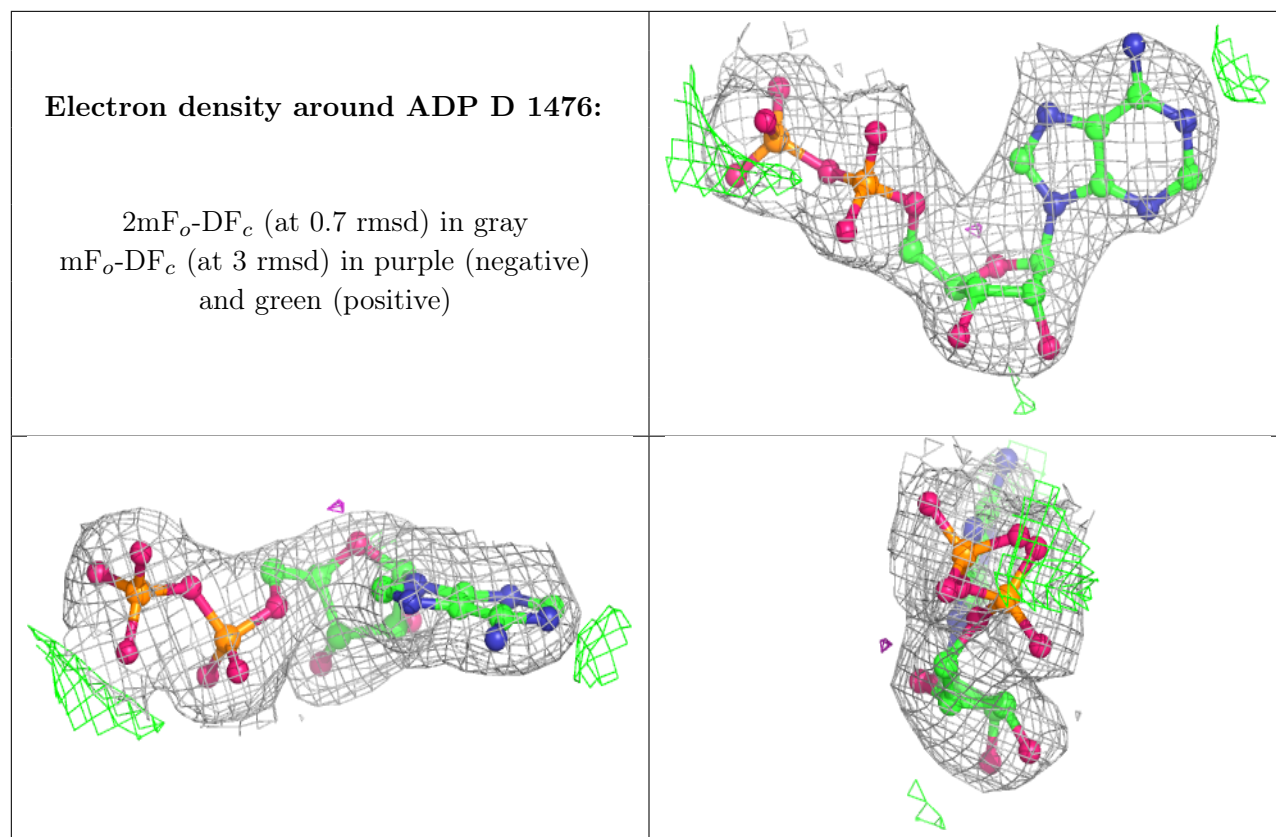 Electron density around ADP D 1476:
2mFo-DFc (at 0.7 rmsd) in gray
mFo-DFc (at 3 rmsd) in purple (negative)
and green (positive)